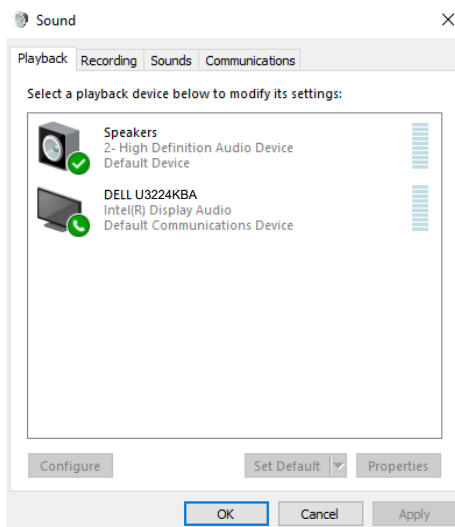 Sound
Playback Recording Sounds Communications
Select a playback device below to modify its settings:
Speakers
2- High Definition Audio Device
Default Device
DELL U3224KBA
Intel(R) Display Audio
Default Communications Device
Configure Set Default Properties
OK Cancel Apply